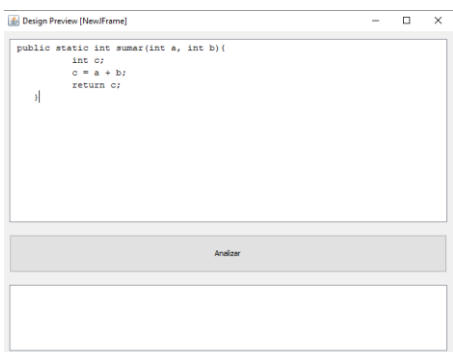 Design Preview [NewJFrame]
public static int sumar(int a, int b){
int c;
c = a + b;
return c;
}
Analizar